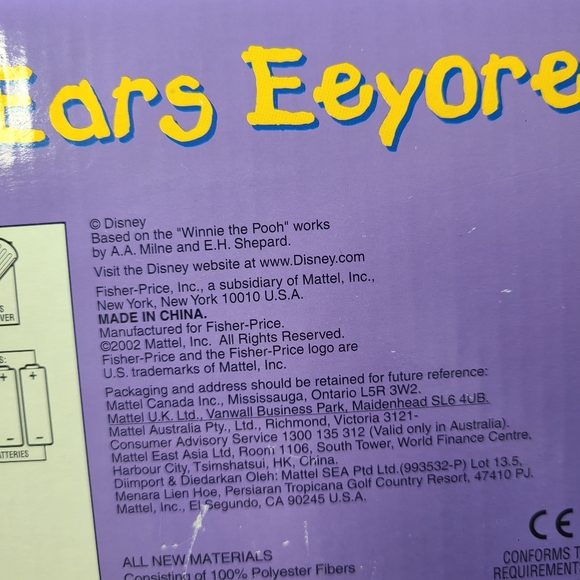 Ears Eeyore
© Disney
Based on the "Winnie the Pooh" works
by A.A. Milne and E.H. Shepard.
Visit the Disney website at www.Disney.com
Fisher-Price, Inc., a subsidiary of Mattel, Inc.,
New York, New York 10010 U.S.A.
MADE IN CHINA.
Manufactured for Fisher-Price.
©2002 Mattel, Inc. All Rights Reserved.
Fisher-Price and the Fisher-Price logo are
U.S. trademarks of Mattel, Inc.
Packaging and address should be retained for future reference:
Mattel Canada Inc., Mississauga, Ontario L5R 3W2.
Mattel U.K. Ltd., Vanwall Business Park, Maidenhead SL6 4UB.
Mattel Australia Pty., Ltd., Richmond, Victoria 3121-
Consumer Advisory Service 1300 135 312 (Valid only in Australia).
Mattel East Asia Ltd, Room 1106, South Tower, World Finance Centre,
Harbour City, Tsimshatsui, HK, China.
Diimport & Diedarkan Oleh: Mattel SEA Ptd Ltd.(993532-P) Lot 13.5,
Menara Lien Hoe, Persiaran Tropicana Golf Country Resort, 47410 PJ.
Mattel, Inc., El Segundo, CA 90245 U.S.A.
CE
ALL NEW MATERIALS
Consisting of 100% Polyester Fibers
CONFORMS T
REQUIREMENT